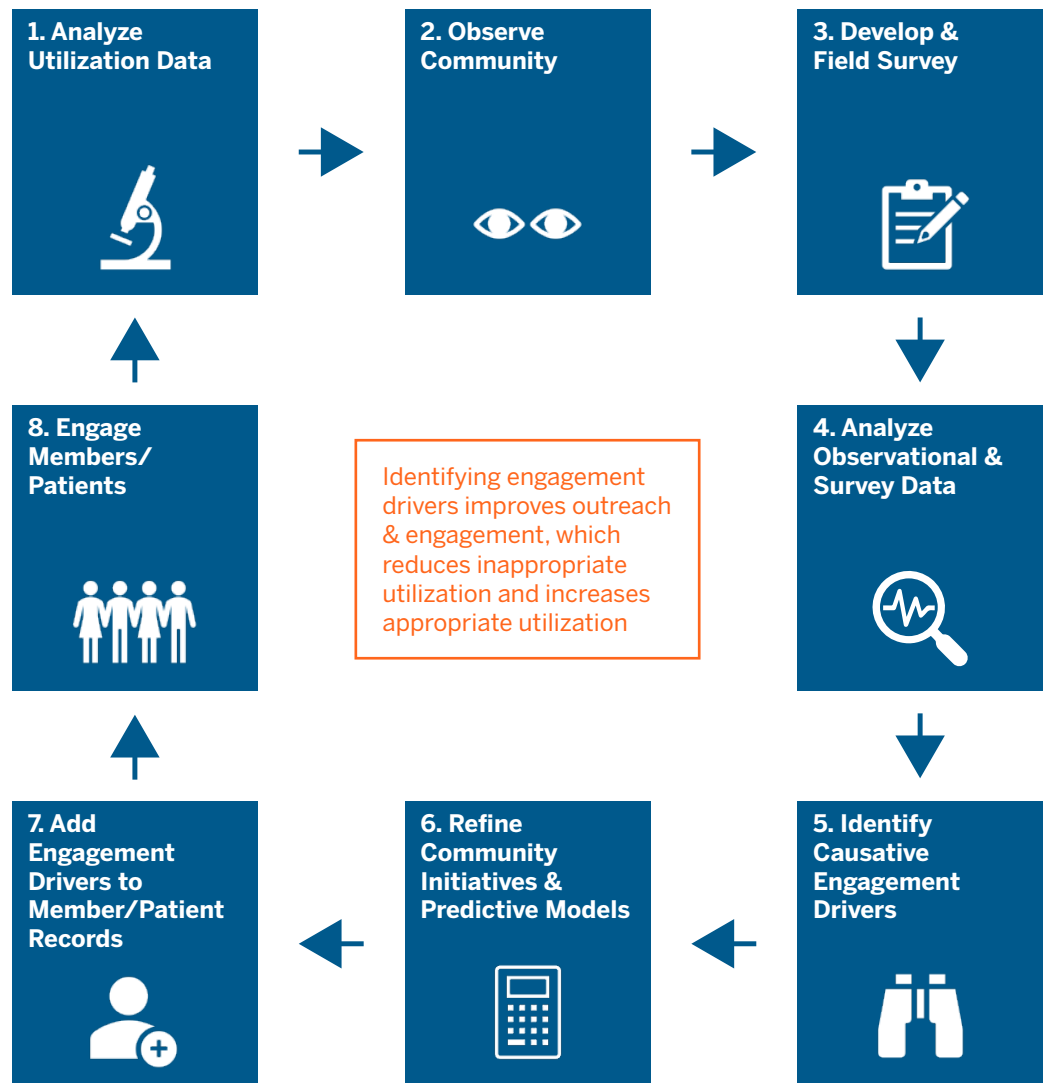 1. Analyze
Utilization Data
2. Observe
Community
3. Develop &
Field Survey
4. Analyze
Observational &
Survey Data
5. Identify
Causative
Engagement
Drivers
6. Refine
Community
Initiatives &
Predictive Models
7. Add
Engagement
Drivers to
Member/Patient
Records
8. Engage
Members/
Patients
Identifying engagement
drivers improves outreach
& engagement, which
reduces inappropriate
utilization and increases
appropriate utilization